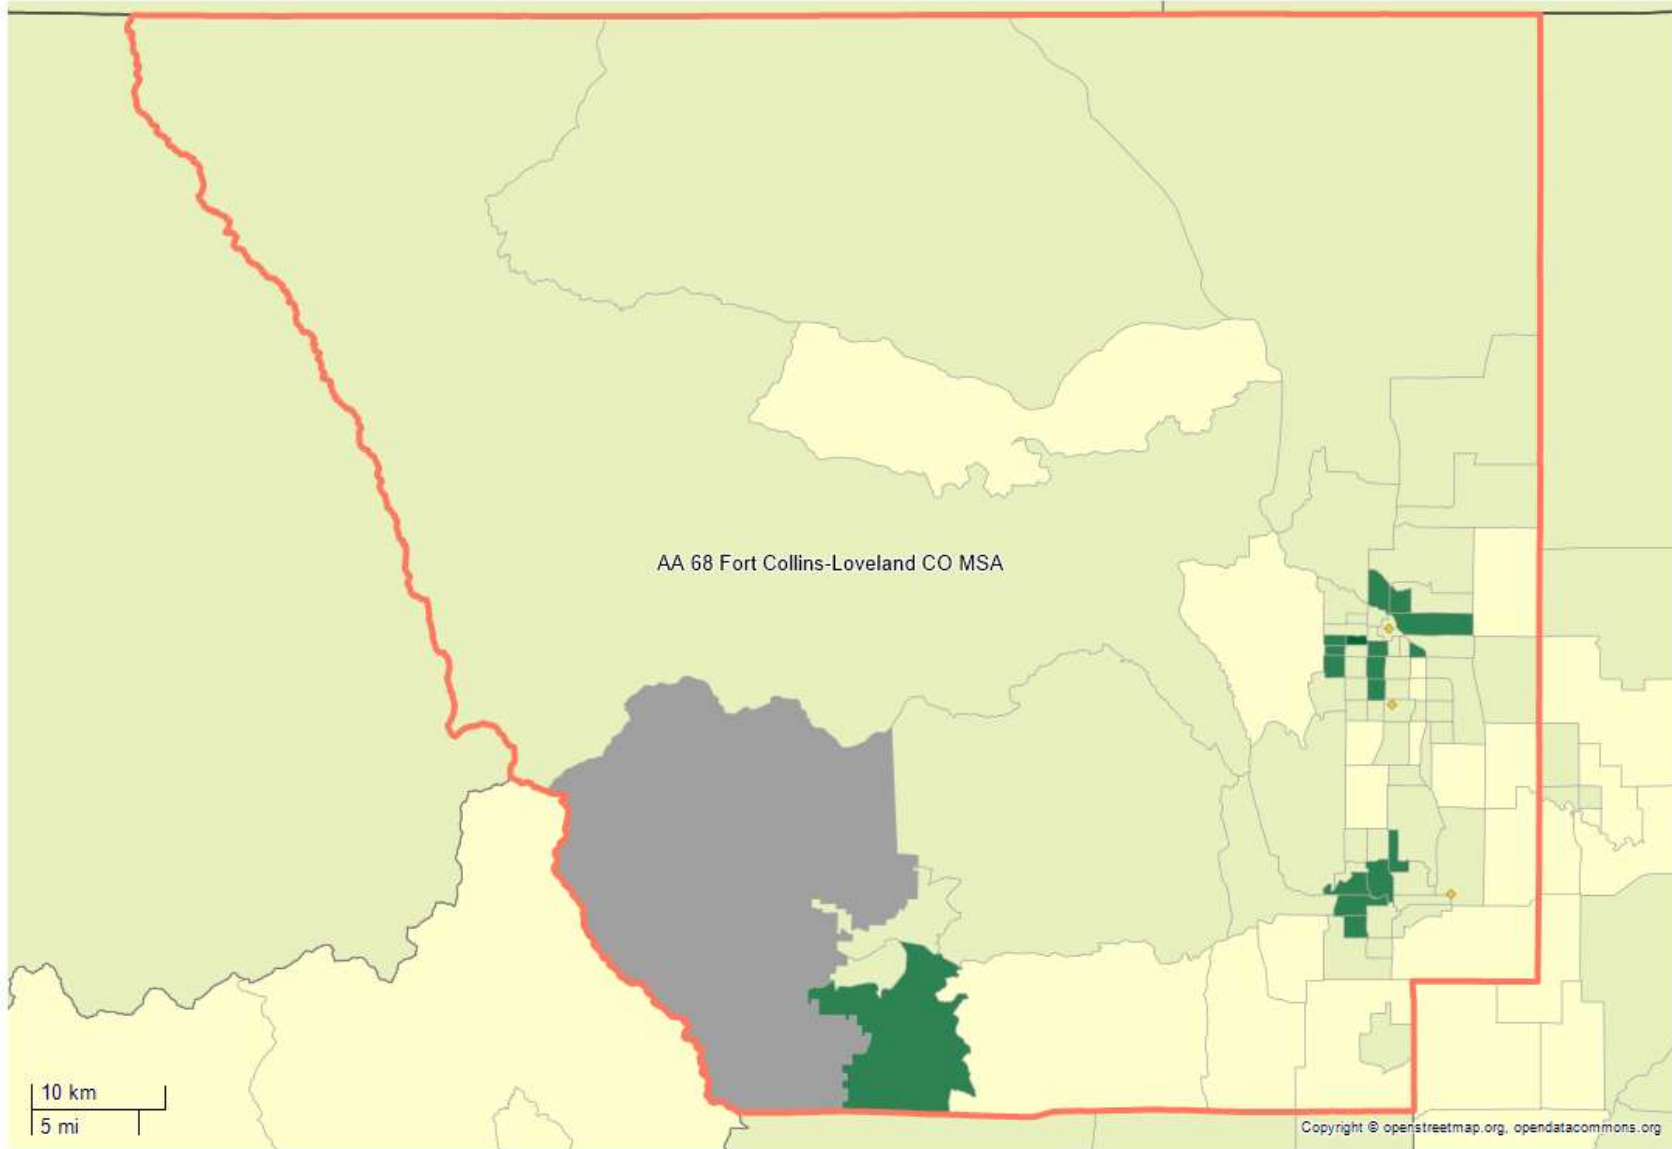 AA 68 Fort Collins-Loveland CO MSA
10 km
5 mi
Copyright © openstreetmap.org, opendatacommons.org